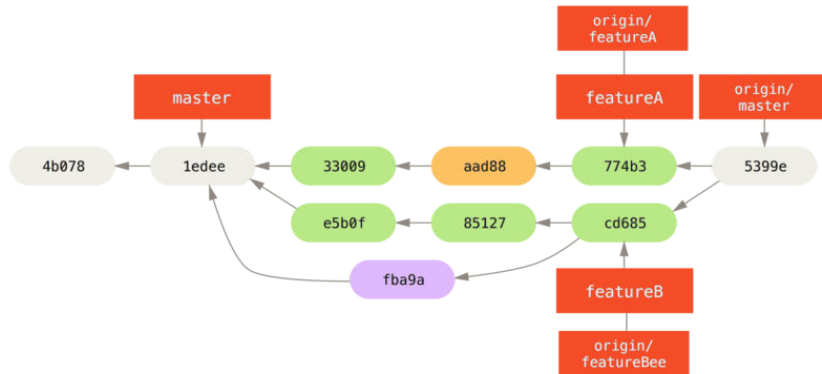 origin/
featureA
master
featureA
origin/
master
4b078
1edee
33009
aad88
774b3
5399e
e5b0f
85127
cd685
fba9a
featureB
origin/
featureBee